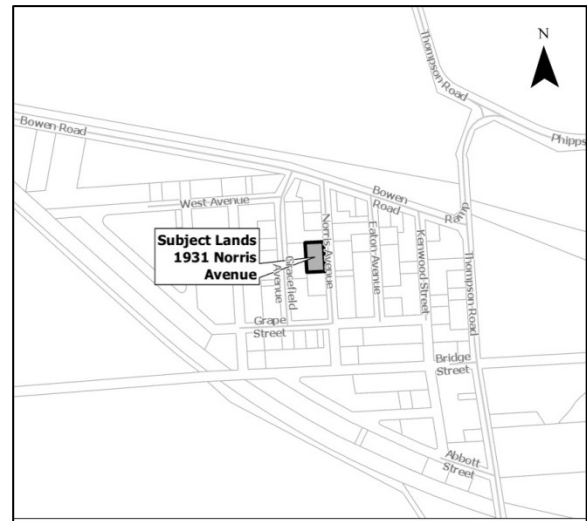 N
Thompson Road
Phipps
Bowen Road
West Avenue
Bowen
Road
Ramp
Subject Lands
1931 Norris
Avenue
Norris Avenue
Eaton Avenue
Gracefield
Avenue
Kenwood Street
Thompson Road
Grape
Street
Bridge
Street
Abbott
Street